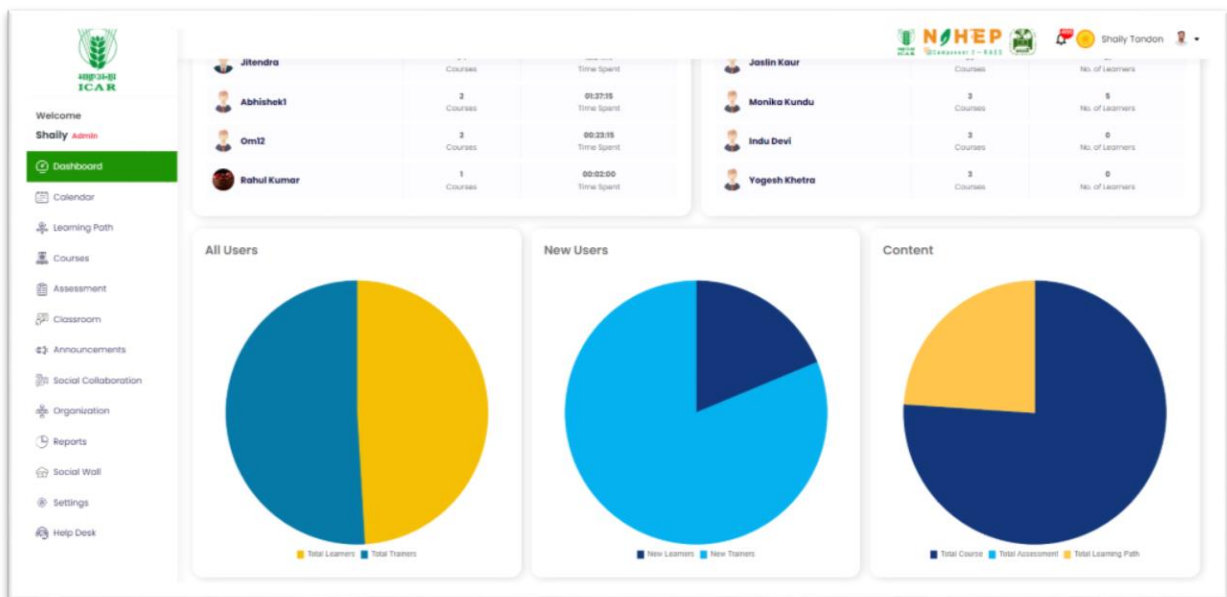 ICAR
NAHEP
Component 2 - RAES
Shaily Tandon
Welcome
Shaily Admin
Dashboard
Calendar
Learning Path
Courses
Assessment
Classroom
Announcements
Social Collaboration
Organization
Reports
Social Wall
Settings
Help Desk
Jitendra
Courses
Time Spent
Abhishek1
2
Courses
01:37:15
Time Spent
Om12
3
Courses
00:23:15
Time Spent
Rahul Kumar
1
Courses
00:02:00
Time Spent
Jaslin Kaur
Courses
No. of Learners
Monika Kundu
3
Courses
5
No. of Learners
Indu Devi
3
Courses
0
No. of Learners
Yogesh Khetra
3
Courses
0
No. of Learners
All Users
Total Learners Total Trainers
New Users
New Learners New Trainers
Content
Total Course Total Assessment Total Learning Path